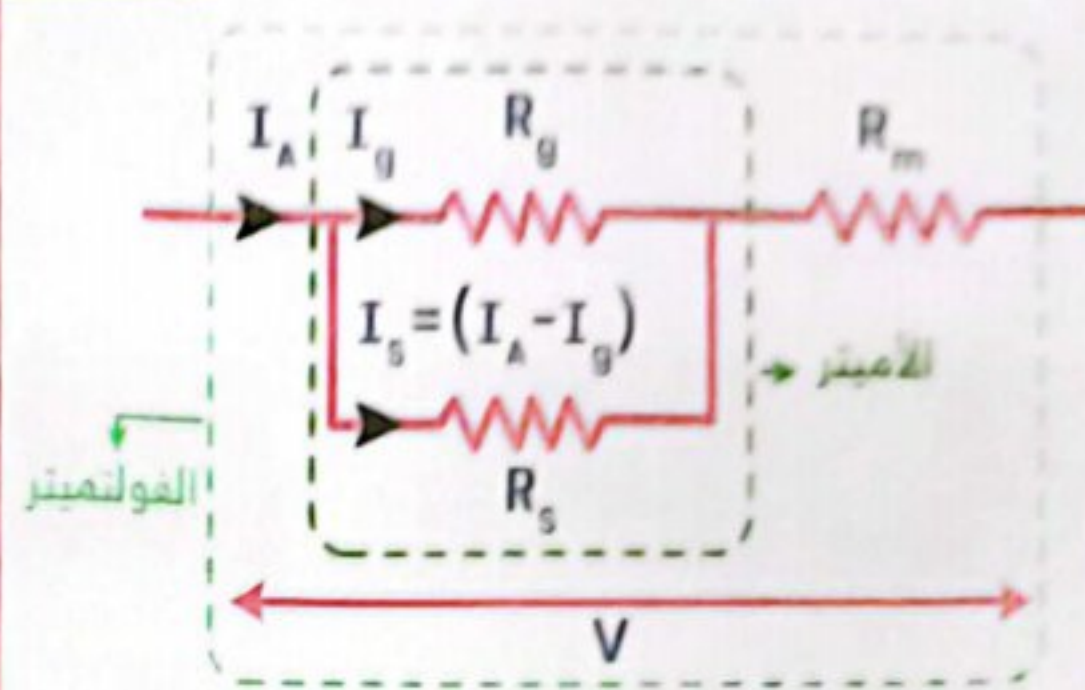 I_A I_g R_g R_m
I_s = (I_A - I_g)
الأميتر
الفولتميتر
R_s
V